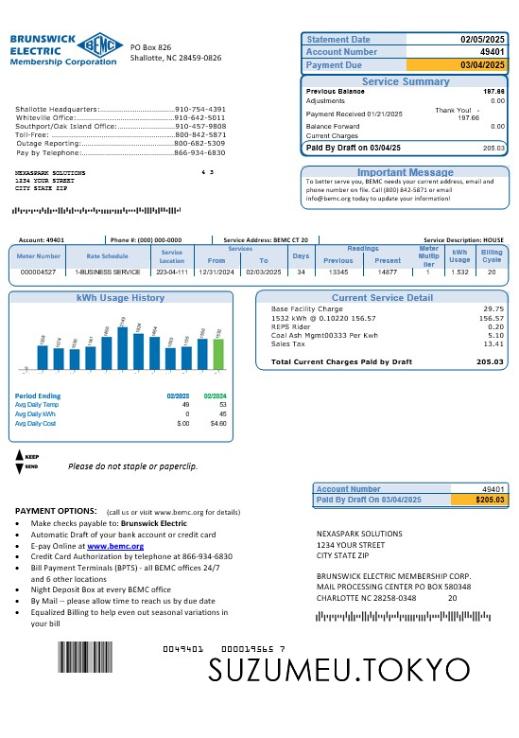 BRUNSWICK
ELECTRIC
Membership Corporation
BEMC
PO Box 826
Shallotte, NC 28459-0826
Statement Date 02/05/2025
Account Number 49401
Payment Due 03/04/2025
Service Summary
Previous Balance 197.66
Adjustments 0.00
Payment Received 01/21/2025 Thank You! - 197.66
Balance Forward 0.00
Current Charges
Paid By Draft on 03/04/25 205.03
Shallotte Headquarters:...910-754-4391
Whiteville Office:...910-642-5011
Southport/Oak Island Office:...910-457-9808
Toll-Free:...800-842-5871
Outage Reporting:...800-682-5309
Pay by Telephone:...866-934-6830
Important Message
To better serve you, BEMC needs your current address, email and
phone number on file. Call (800) 842-5871 or email
info@bemc.org today to update your information!
NEXASPARK SOLUTIONS 4 3
1234 YOUR STREET
CITY STATE ZIP
Account: 49401 Phone #: (000) 000-0000 Service Address: BEMC CT 20 Service Description: HOUSE
Meter Number Rate Schedule Service Location Services From To Days Readings Previous Present Meter Multip lier kWh Usage Billing Cycle
000004527 1-BUSINESS SERVICE 223-04-111 12/31/2024 02/03/2025 34 13345 14877 1 1.532 20
kWh Usage History
Period Ending 02/2025 02/2024
Avg Daily Temp 49 53
Avg Daily kWh 0 45
Avg Daily Cost $.00 $4.60
Current Service Detail
Base Facility Charge 29.75
1532 kWh @ 0.10220 156.57 156.57
REPS Rider 0.20
Coal Ash Mgmt00333 Per Kwh 5.10
Sales Tax 13.41
Total Current Charges Paid by Draft 205.03
KEEP
SEND
Please do not staple or paperclip.
Account Number 49401
Paid By Draft On 03/04/2025 $205.03
PAYMENT OPTIONS: (call us or visit www.bemc.org for details)
• Make checks payable to: Brunswick Electric
• Automatic Draft of your bank account or credit card
• E-pay Online at www.bemc.org
• Credit Card Authorization by telephone at 866-934-6830
• Bill Payment Terminals (BPTS) - all BEMC offices 24/7
and 6 other locations
• Night Deposit Box at every BEMC office
• By Mail -- please allow time to reach us by due date
• Equalized Billing to help even out seasonal variations in
your bill
NEXASPARK SOLUTIONS
1234 YOUR STREET
CITY STATE ZIP
BRUNSWICK ELECTRIC MEMBERSHIP CORP.
MAIL PROCESSING CENTER PO BOX 580348
CHARLOTTE NC 28258-0348 20
0049401 000019565 7
SUZUMEU.TOKYO